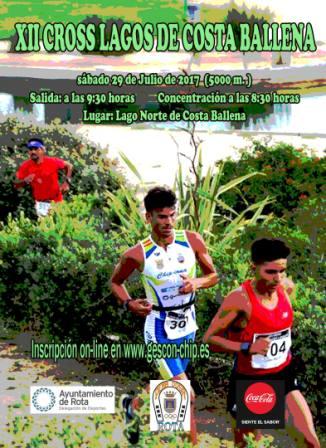 XII CROSS LAGOS DE COSTA BALLENA
sábado 29 de Julio de 2017 (5000 m.,)
Salida: a las 9:30 horas Concentración a las 8:30 horas
Lugar: Lago Norte de Costa Ballena
30
04
Inscripción on-line en www.gescon-chip.es
Ayuntamiento
de Rota
Delegación de Deportes
ROTA
Coca-Cola
SIENTE EL SABOR